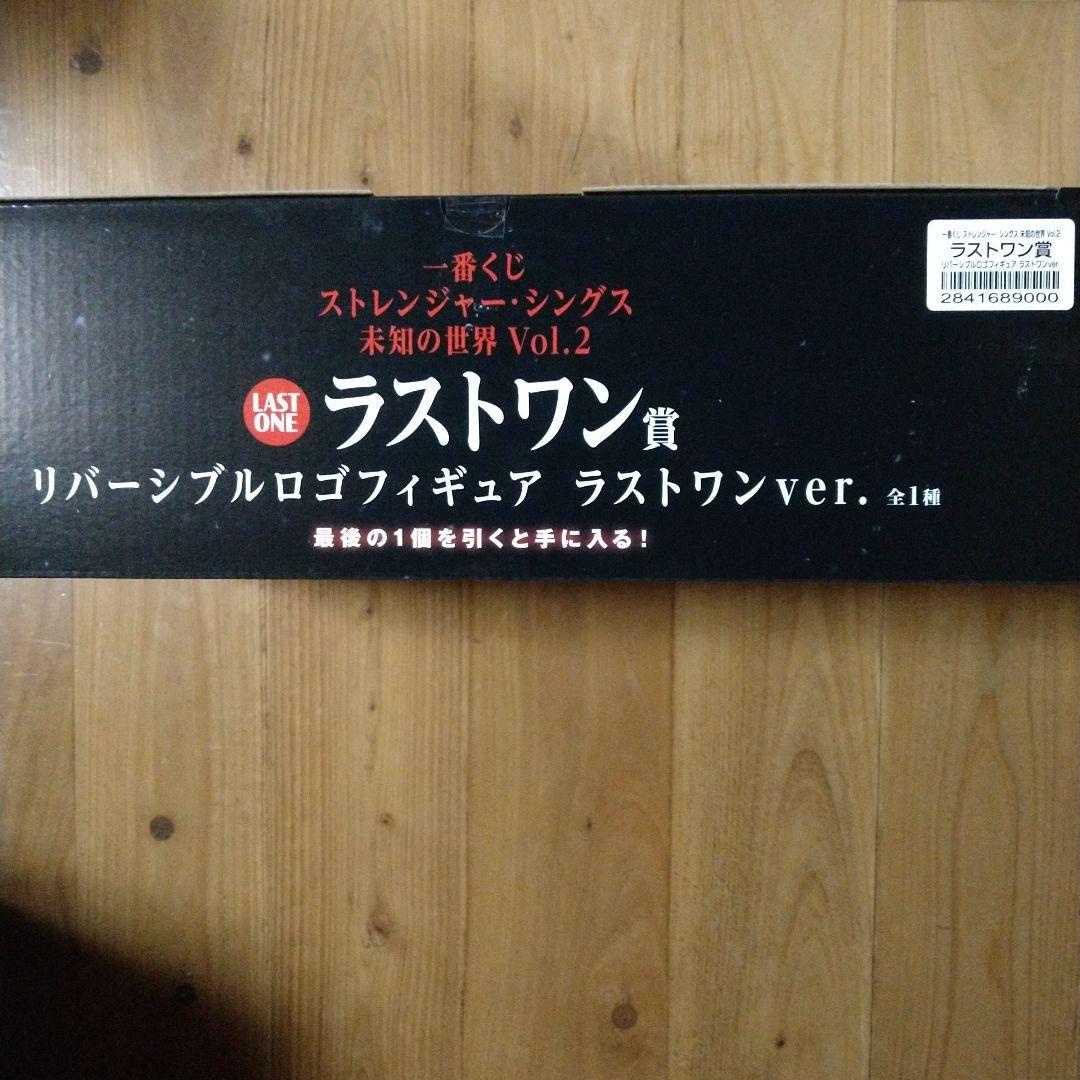 一番くじ
ストレンジャー・シングス
未知の世界 Vol.2
LAST
ONE
ラストワン賞
リバーシブルロゴフィギュア ラストワンver. 全1種
最後の1個を引くと手に入る!
一番くじ ストレンジャー・シングス 未知の世界 Vol.2
ラストワン賞
リバーシブルロゴフィギュア ラストワンver
2841689000